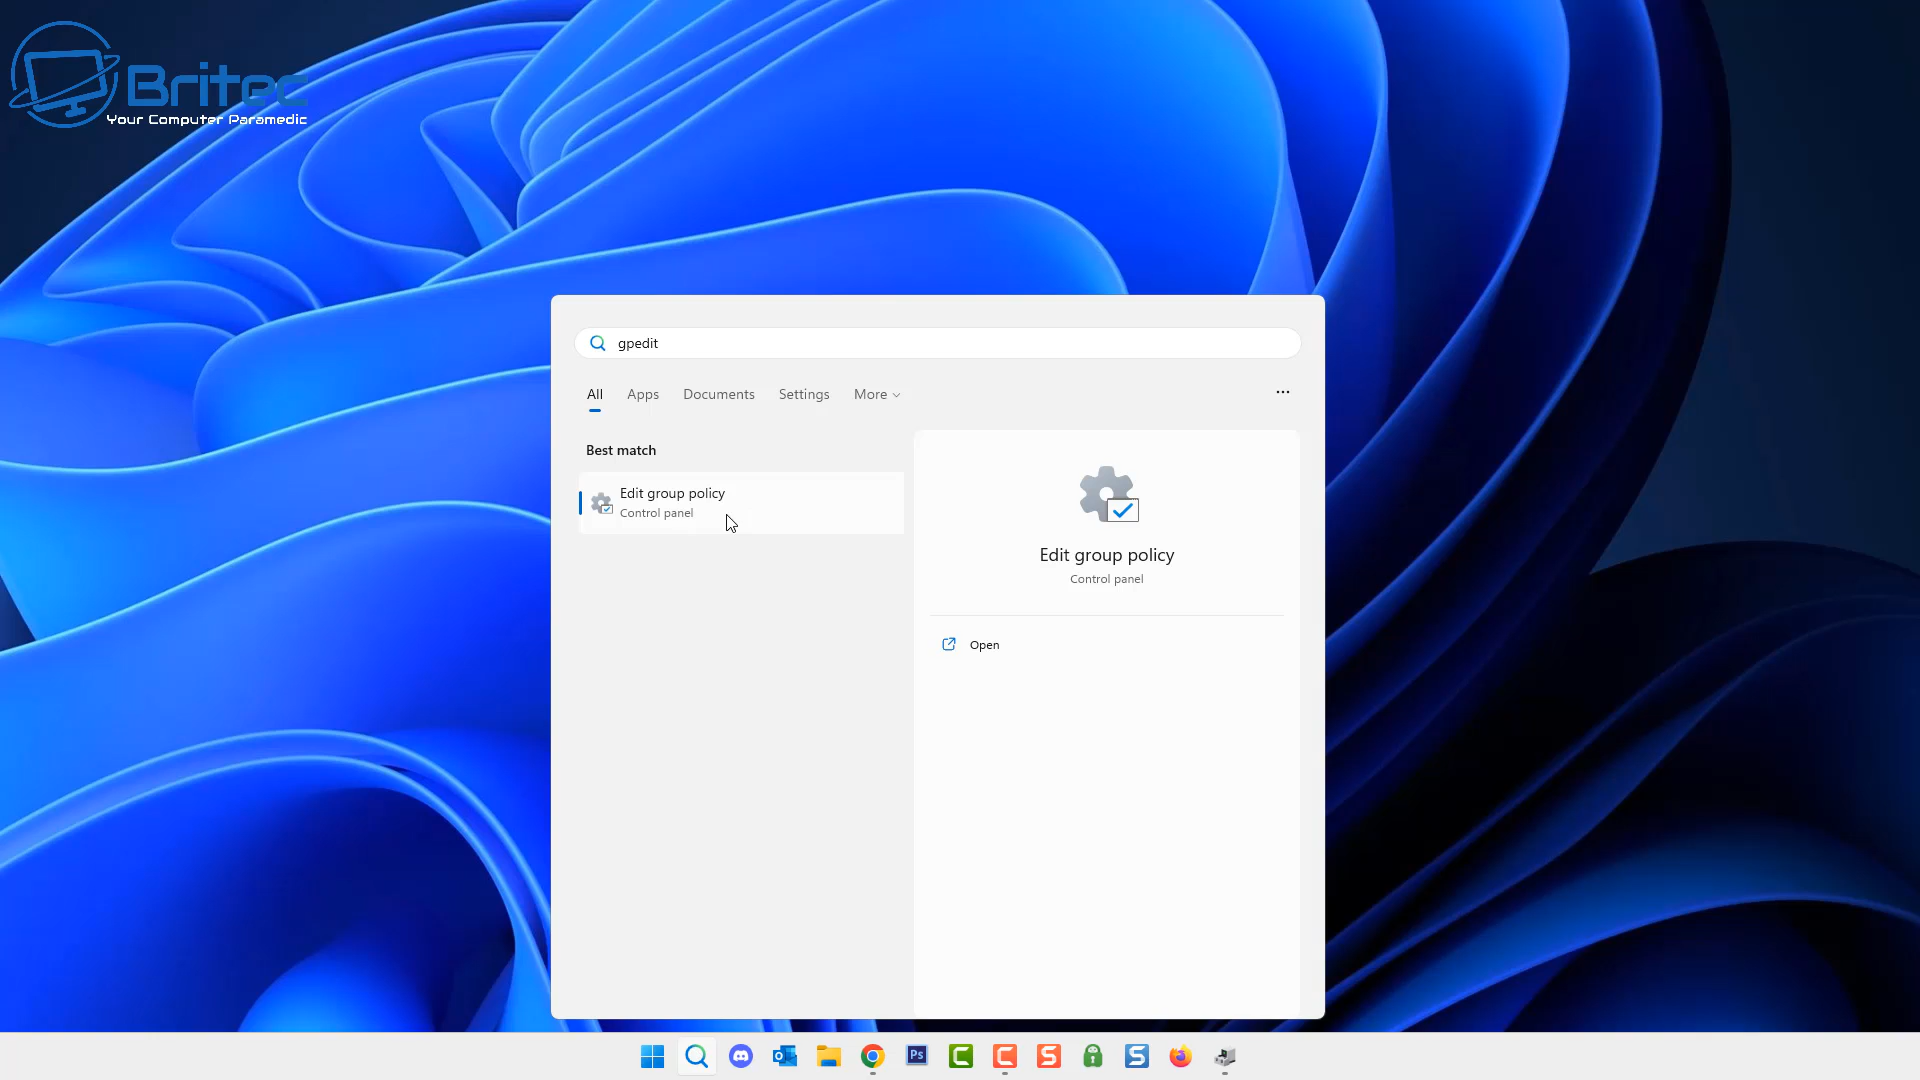 Britec
Your Computer Paramedic
gpedit
All Apps Documents Settings More
Best match
Edit group policy
Control panel
Edit group policy
Control panel
Open
Ps